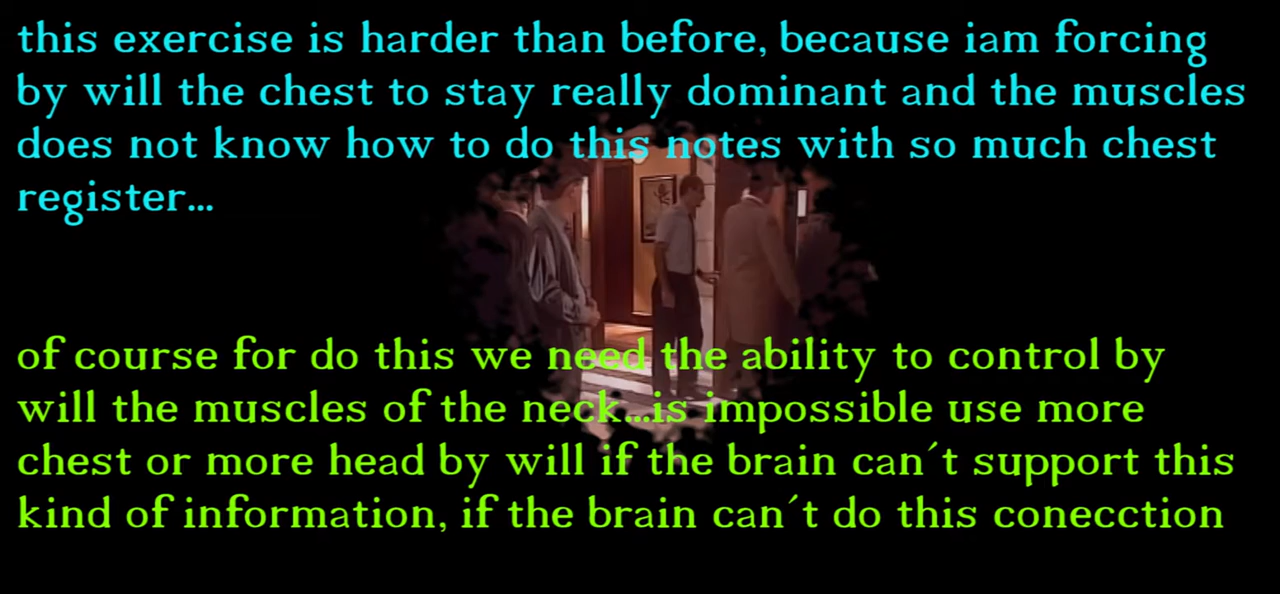 this exercise is harder than before, because iam forcing
by will the chest to stay really dominant and the muscles
does not know how to do this notes with so much chest
register...
of course for do this we need the ability to control by
will the muscles of the neck...is impossible use more
chest or more head by will if the brain can´t support this
kind of information, if the brain can´t do this conecction